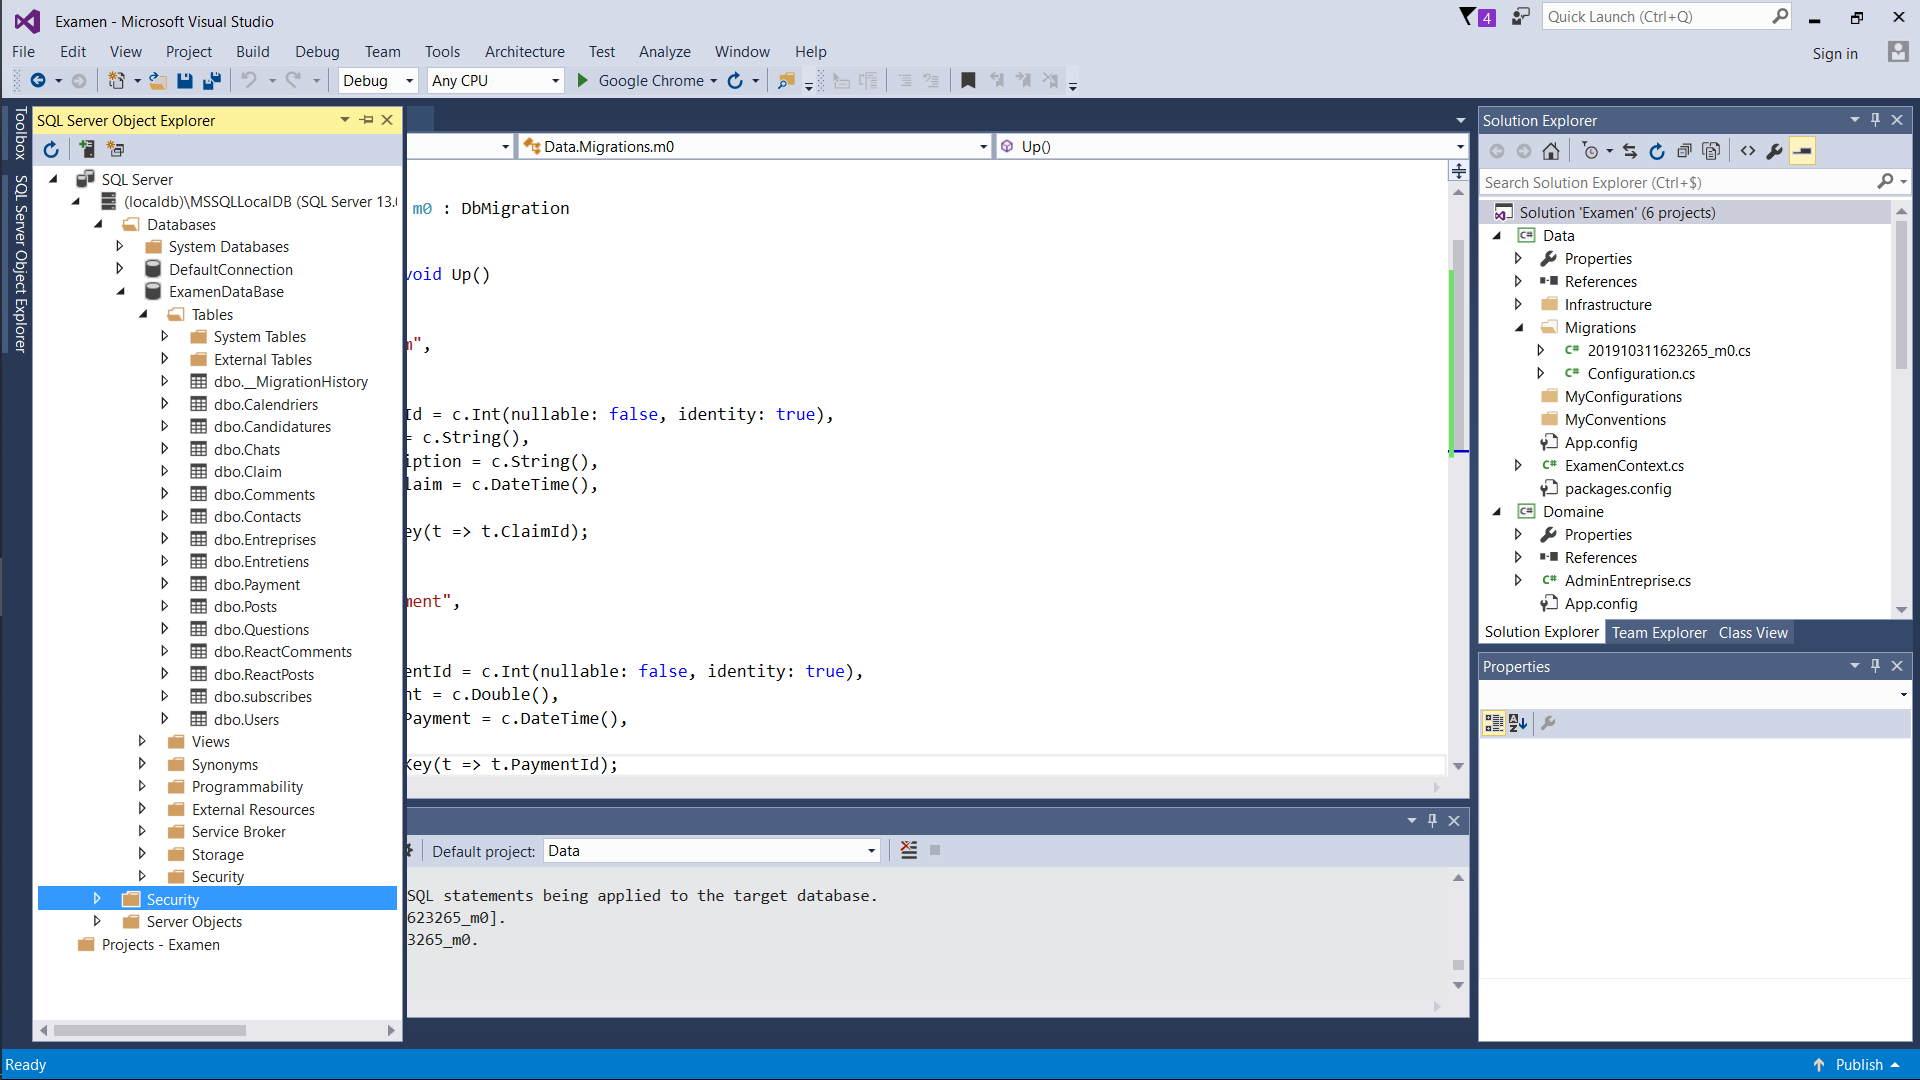 Examen - Microsoft Visual Studio
4
Quick Launch (Ctrl+Q)
File Edit View Project Build Debug Team Tools Architecture Test Analyze Window Help
Sign in
Debug Any CPU Google Chrome
Toolbox
SQL Server Object Explorer
SQL Server Object Explorer
SQL Server
(localdb)\MSSQLLocalDB (SQL Server 13.
Databases
System Databases
DefaultConnection
ExamenDataBase
Tables
System Tables
External Tables
dbo.__MigrationHistory
dbo.Calendriers
dbo.Candidatures
dbo.Chats
dbo.Claim
dbo.Comments
dbo.Contacts
dbo.Entreprises
dbo.Entretiens
dbo.Payment
dbo.Posts
dbo.Questions
dbo.ReactComments
dbo.ReactPosts
dbo.subscribes
dbo.Users
Views
Synonyms
Programmability
External Resources
Service Broker
Storage
Security
Security
Server Objects
Projects - Examen
Data.Migrations.m0
Up()
m0 : DbMigration
void Up()
m",
Id = c.Int(nullable: false, identity: true),
= c.String(),
iption = c.String(),
laim = c.DateTime(),
ey(t => t.ClaimId);
ment",
entId = c.Int(nullable: false, identity: true),
nt = c.Double(),
Payment = c.DateTime(),
Key(t => t.PaymentId);
Default project: Data
SQL statements being applied to the target database.
623265_m0].
3265_m0.
Solution Explorer
Search Solution Explorer (Ctrl+$)
Solution 'Examen' (6 projects)
Data
Properties
References
Infrastructure
Migrations
201910311623265_m0.cs
Configuration.cs
MyConfigurations
MyConventions
App.config
ExamenContext.cs
packages.config
Domaine
Properties
References
AdminEntreprise.cs
App.config
Solution Explorer Team Explorer Class View
Properties
Ready
Publish